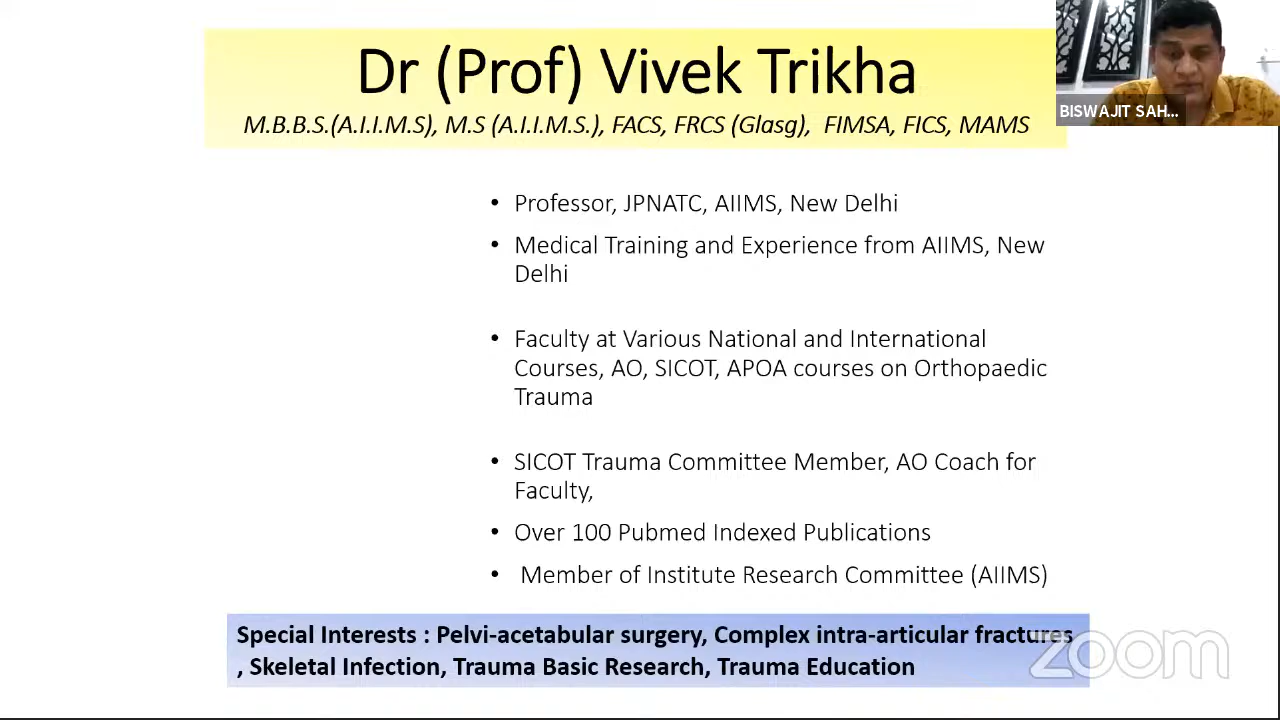 Dr (Prof) Vivek Trikha
M.B.B.S.(A.I.I.M.S), M.S (A.I.I.M.S.), FACS, FRCS (Glasg), FIMSA, FICS, MAMS
BISWAJIT SAH...
• Professor, JPNATC, AIIMS, New Delhi
• Medical Training and Experience from AIIMS, New
Delhi
• Faculty at Various National and International
Courses, AO, SICOT, APOA courses on Orthopaedic
Trauma
• SICOT Trauma Committee Member, AO Coach for
Faculty,
• Over 100 Pubmed Indexed Publications
• Member of Institute Research Committee (AIIMS)
Special Interests : Pelvi-acetabular surgery, Complex intra-articular fractures
, Skeletal Infection, Trauma Basic Research, Trauma Education
zoom